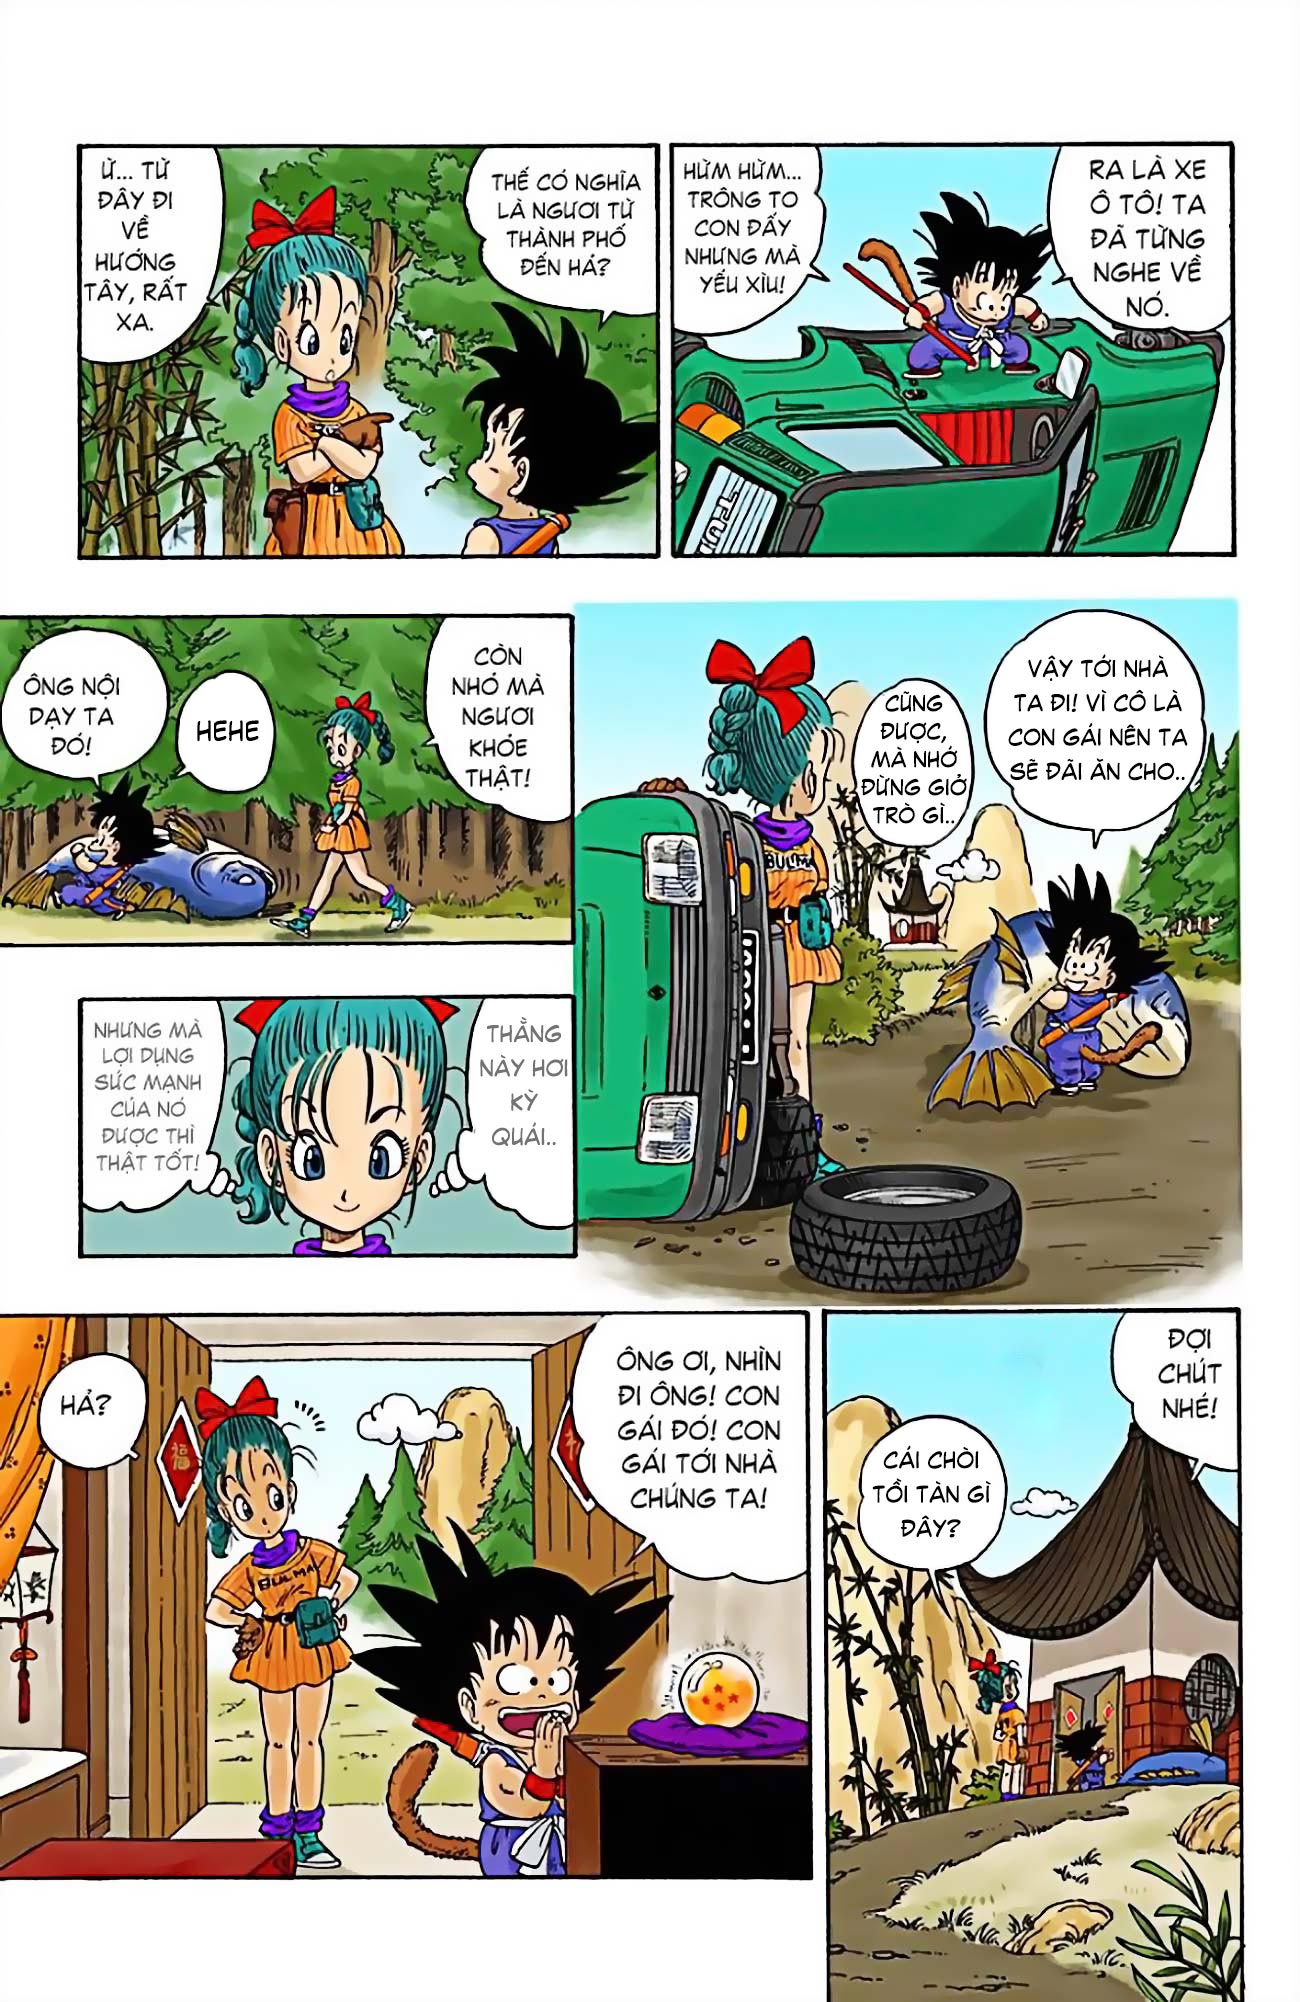 RA LÀ XE
Ô TÔ! TA
ĐÃ TỪNG
NGHE VỀ
NÓ.
HỪM HỪM...
TRÔNG TO
CON ĐẤY
NHƯNG MÀ
YẾU XÌU!
THẾ CÓ NGHĨA
LÀ NGƯƠI TỪ
THÀNH PHỐ
ĐẾN HẢ?
Ừ... TỪ
ĐÂY ĐI
VỀ
HƯỚNG
TÂY, RẤT
XA.
VẬY TỚI NHÀ
TA ĐI! VÌ CÔ LÀ
CON GÁI NÊN TA
SẼ ĐÃI ĂN CHO..
CŨNG
ĐƯỢC,
MÀ NHỚ
ĐỪNG GIỞ
TRÒ GÌ..
BULMA
CÒN
NHỎ MÀ
NGƯƠI
KHỎE
THẬT!
HEHE
ÔNG NỘI
DẠY TA
ĐÓ!
THẰNG
NÀY HƠI
KỲ
QUÁI..
NHƯNG MÀ
LỢI DỤNG
SỨC MẠNH
CỦA NÓ
ĐƯỢC THÌ
THẬT TỐT!
ĐỢI
CHÚT
NHÉ!
CÁI CHÒI
TỒI TÀN GÌ
ĐÂY?
ÔNG ƠI, NHÌN
ĐI ÔNG! CON
GÁI ĐÓ! CON
GÁI TỚI NHÀ
CHÚNG TA!
HẢ?
福
BULMA